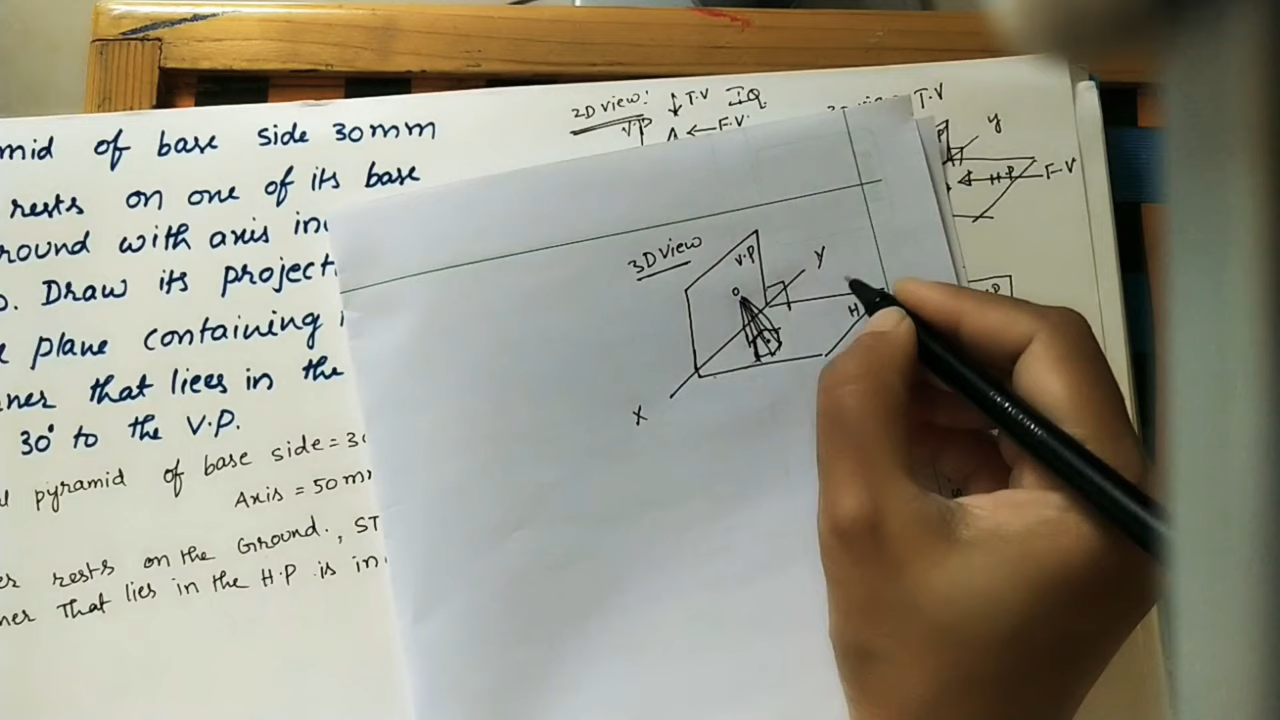 mid of base side 30mm
rests on one of its base
round with axis in
Draw its project
plane containing
ner that liees in the
30° to the V.P.
pyramid of base side = 3
Axis = 50m
rests on the Ground., ST
ner That lies in the H.P is in
2D view:
T.V
I.Q.
V.P
F.V
T.V
y
H.P
F.V
3D view
V.P
y
O
H
X